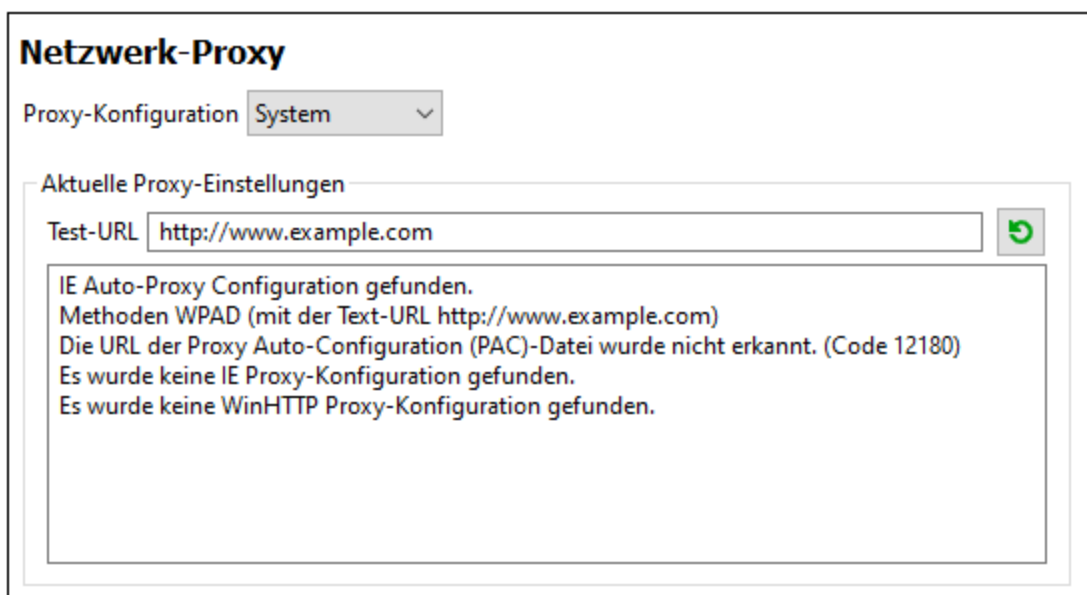 Netzwerk-Proxy
Proxy-Konfiguration System
Aktuelle Proxy-Einstellungen
Test-URL http://www.example.com
IE Auto-Proxy Configuration gefunden.
Methoden WPAD (mit der Text-URL http://www.example.com)
Die URL der Proxy Auto-Configuration (PAC)-Datei wurde nicht erkannt. (Code 12180)
Es wurde keine IE Proxy-Konfiguration gefunden.
Es wurde keine WinHTTP Proxy-Konfiguration gefunden.